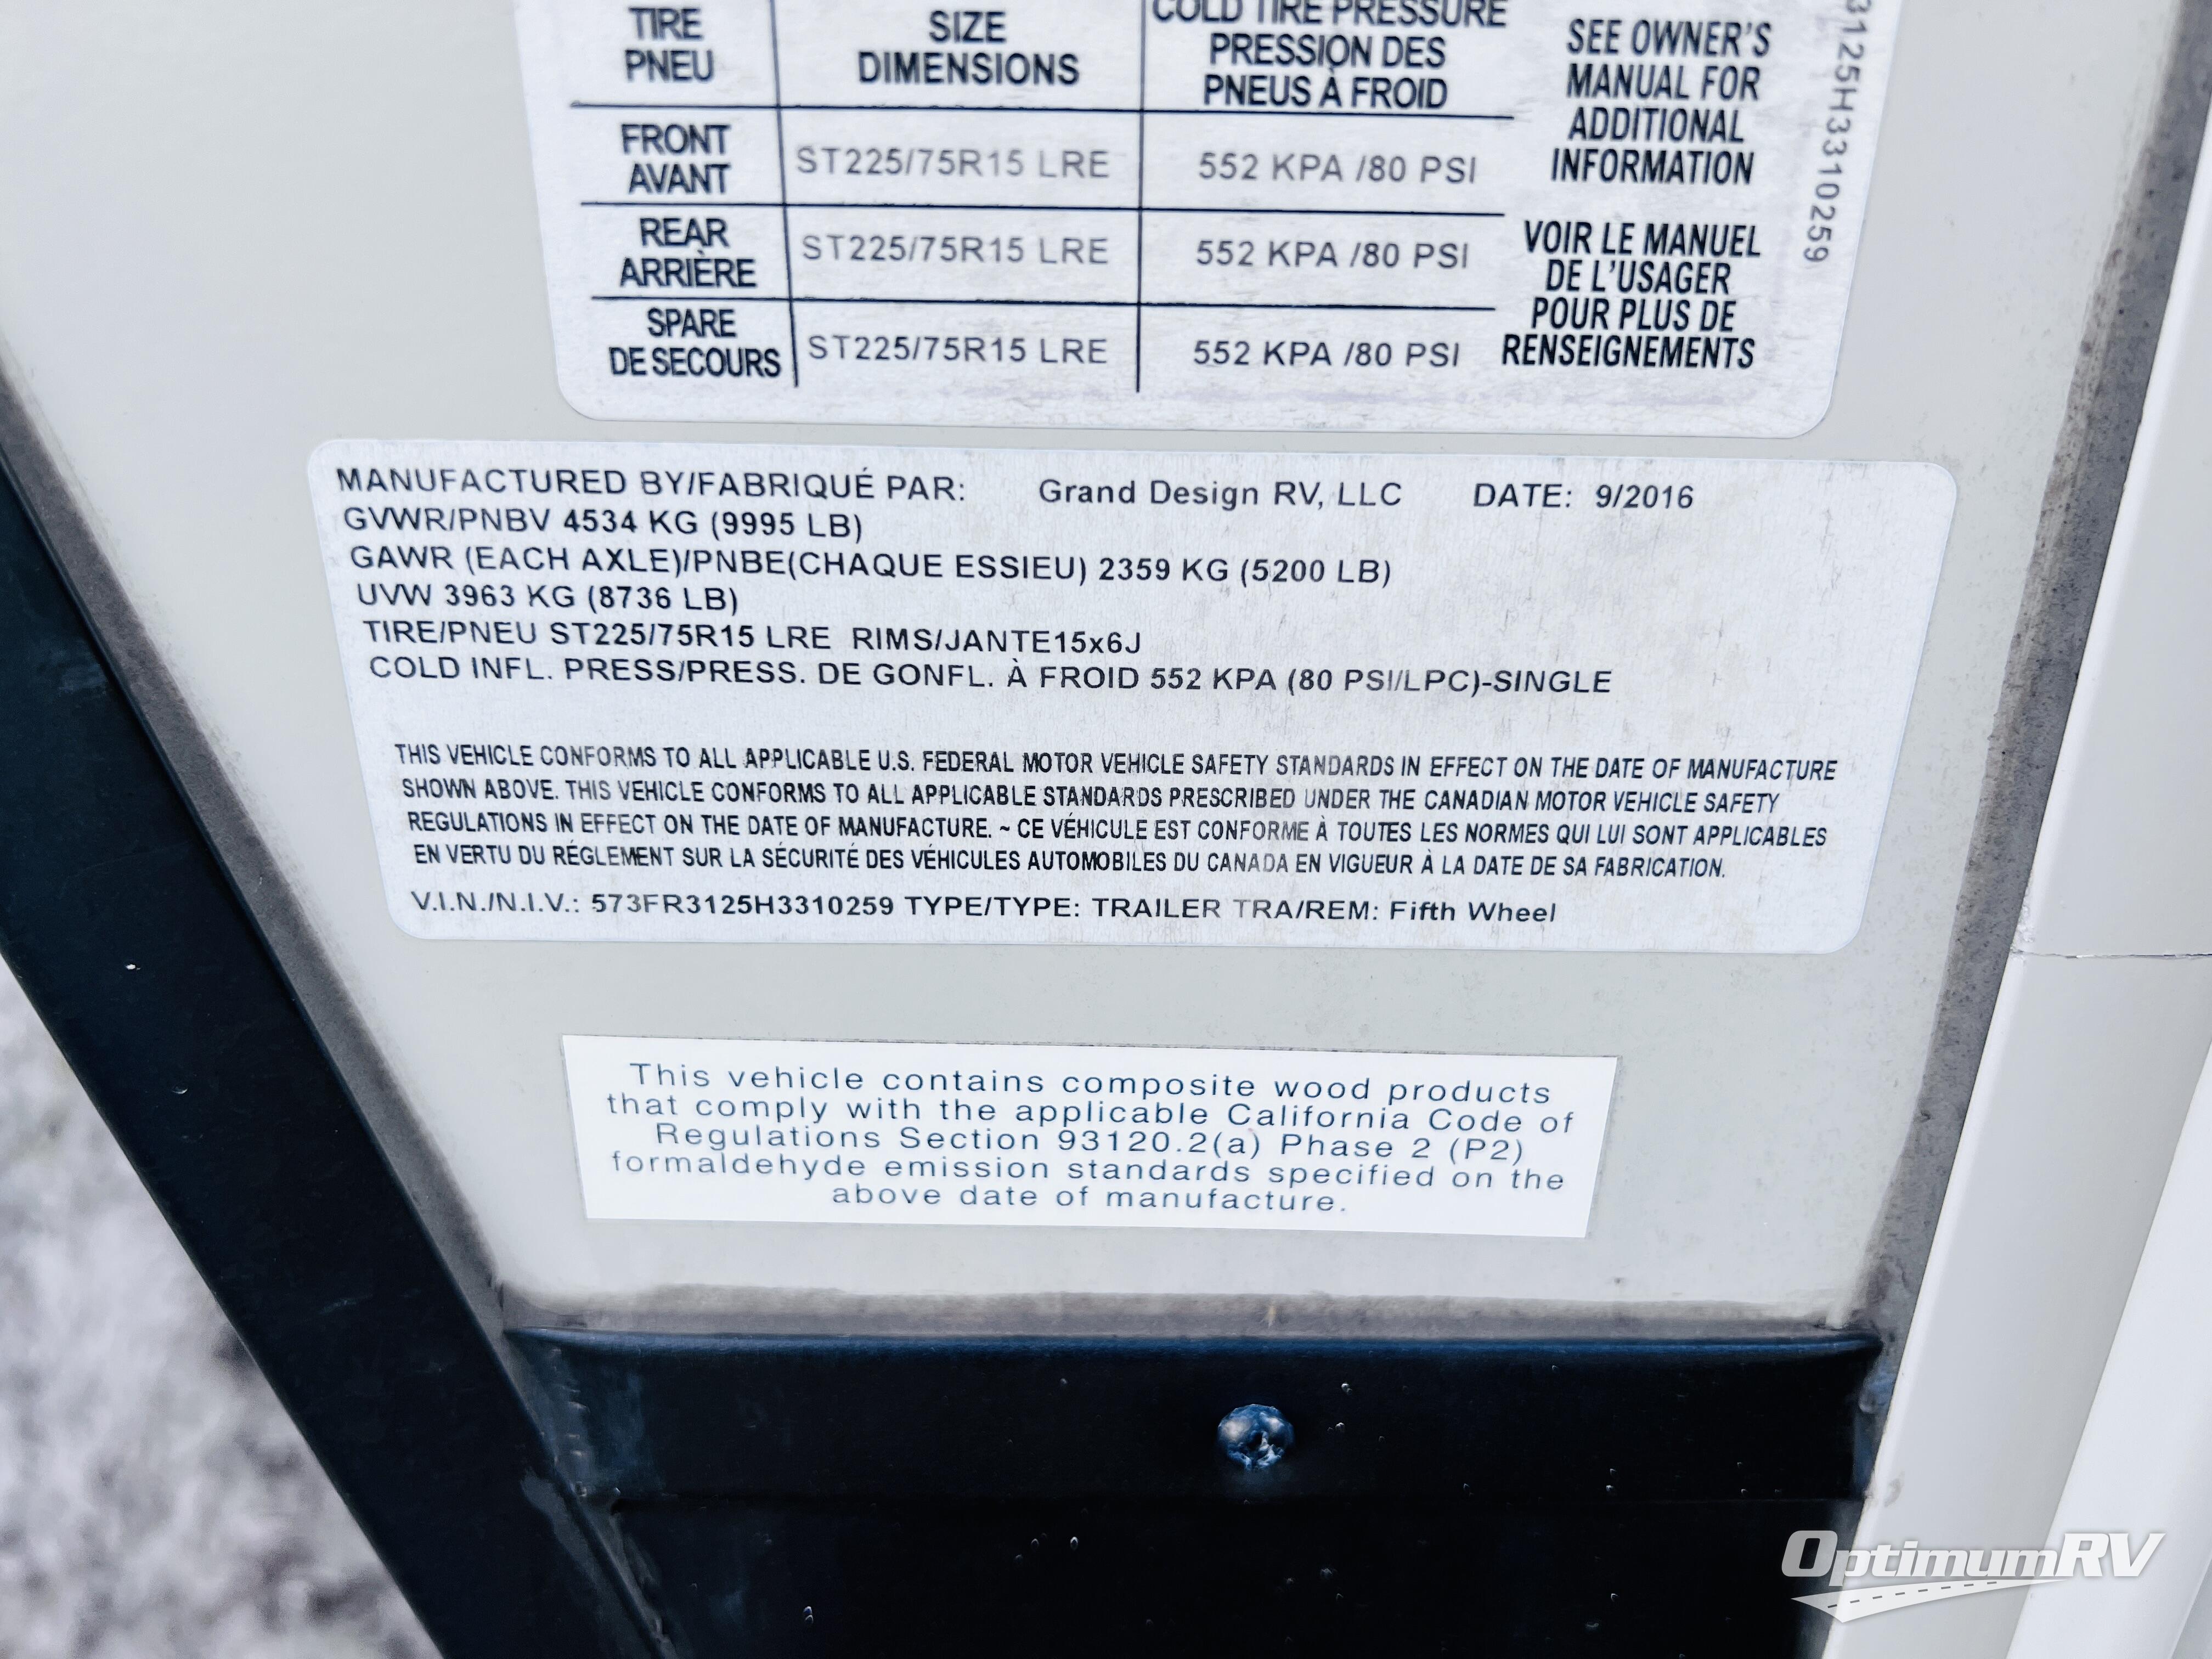 TIRE
PNEU
SIZE
DIMENSIONS
COLD TIRE PRESSURE
PRESSION DES
PNEUS À FROID
SEE OWNER'S
MANUAL FOR
ADDITIONAL
INFORMATION
FRONT
AVANT
ST225/75R15 LRE
552 KPA /80 PSI
REAR
ARRIÈRE
ST225/75R15 LRE
552 KPA /80 PSI
SPARE
DE SECOURS
ST225/75R15 LRE
552 KPA /80 PSI
VOIR LE MANUEL
DE L'USAGER
POUR PLUS DE
RENSEIGNEMENTS
3125H3310259
MANUFACTURED BY/FABRIQUÉ PAR: Grand Design RV, LLC DATE: 9/2016
GVWR/PNBV 4534 KG (9995 LB)
GAWR (EACH AXLE)/PNBE(CHAQUE ESSIEU) 2359 KG (5200 LB)
UVW 3963 KG (8736 LB)
TIRE/PNEU ST225/75R15 LRE RIMS/JANTE15x6J
COLD INFL. PRESS/PRESS. DE GONFL. À FROID 552 KPA (80 PSI/LPC)-SINGLE
THIS VEHICLE CONFORMS TO ALL APPLICABLE U.S. FEDERAL MOTOR VEHICLE SAFETY STANDARDS IN EFFECT ON THE DATE OF MANUFACTURE
SHOWN ABOVE. THIS VEHICLE CONFORMS TO ALL APPLICABLE STANDARDS PRESCRIBED UNDER THE CANADIAN MOTOR VEHICLE SAFETY
REGULATIONS IN EFFECT ON THE DATE OF MANUFACTURE. ~ CE VÉHICULE EST CONFORME À TOUTES LES NORMES QUI LUI SONT APPLICABLES
EN VERTU DU RÉGLEMENT SUR LA SÉCURITÉ DES VÉHICULES AUTOMOBILES DU CANADA EN VIGUEUR À LA DATE DE SA FABRICATION.
V.I.N./N.I.V.: 573FR3125H3310259 TYPE/TYPE: TRAILER TRA/REM: Fifth Wheel
This vehicle contains composite wood products
that comply with the applicable California Code of
Regulations Section 93120.2(a) Phase 2 (P2)
formaldehyde emission standards specified on the
above date of manufacture.
OptimumRV